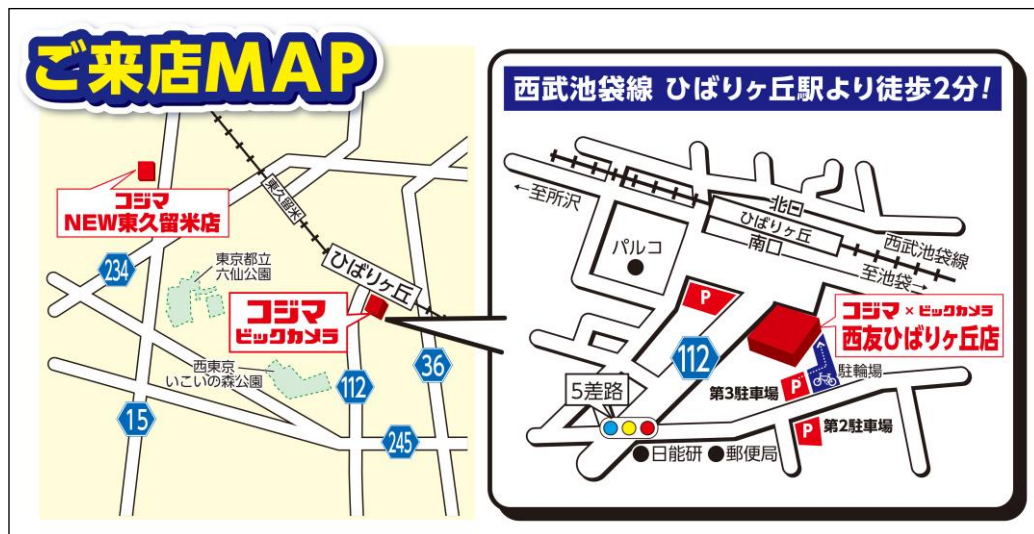 ご来店MAP
コジマ
NEW東久留米店
東久留米
ひばりヶ丘
234
東京都立
六仙公園
コジマ
ビックカメラ
西東京
いこいの森公園
15
112
36
245
西武池袋線 ひばりヶ丘駅より徒歩2分!
←至所沢
北口
ひばりヶ丘
南口
西武池袋線
至池袋→
パルコ
P
112
コジマ × ビックカメラ
西友ひばりヶ丘店
5差路
第3駐車場
P
駐輪場
P
第2駐車場
日能研
郵便局